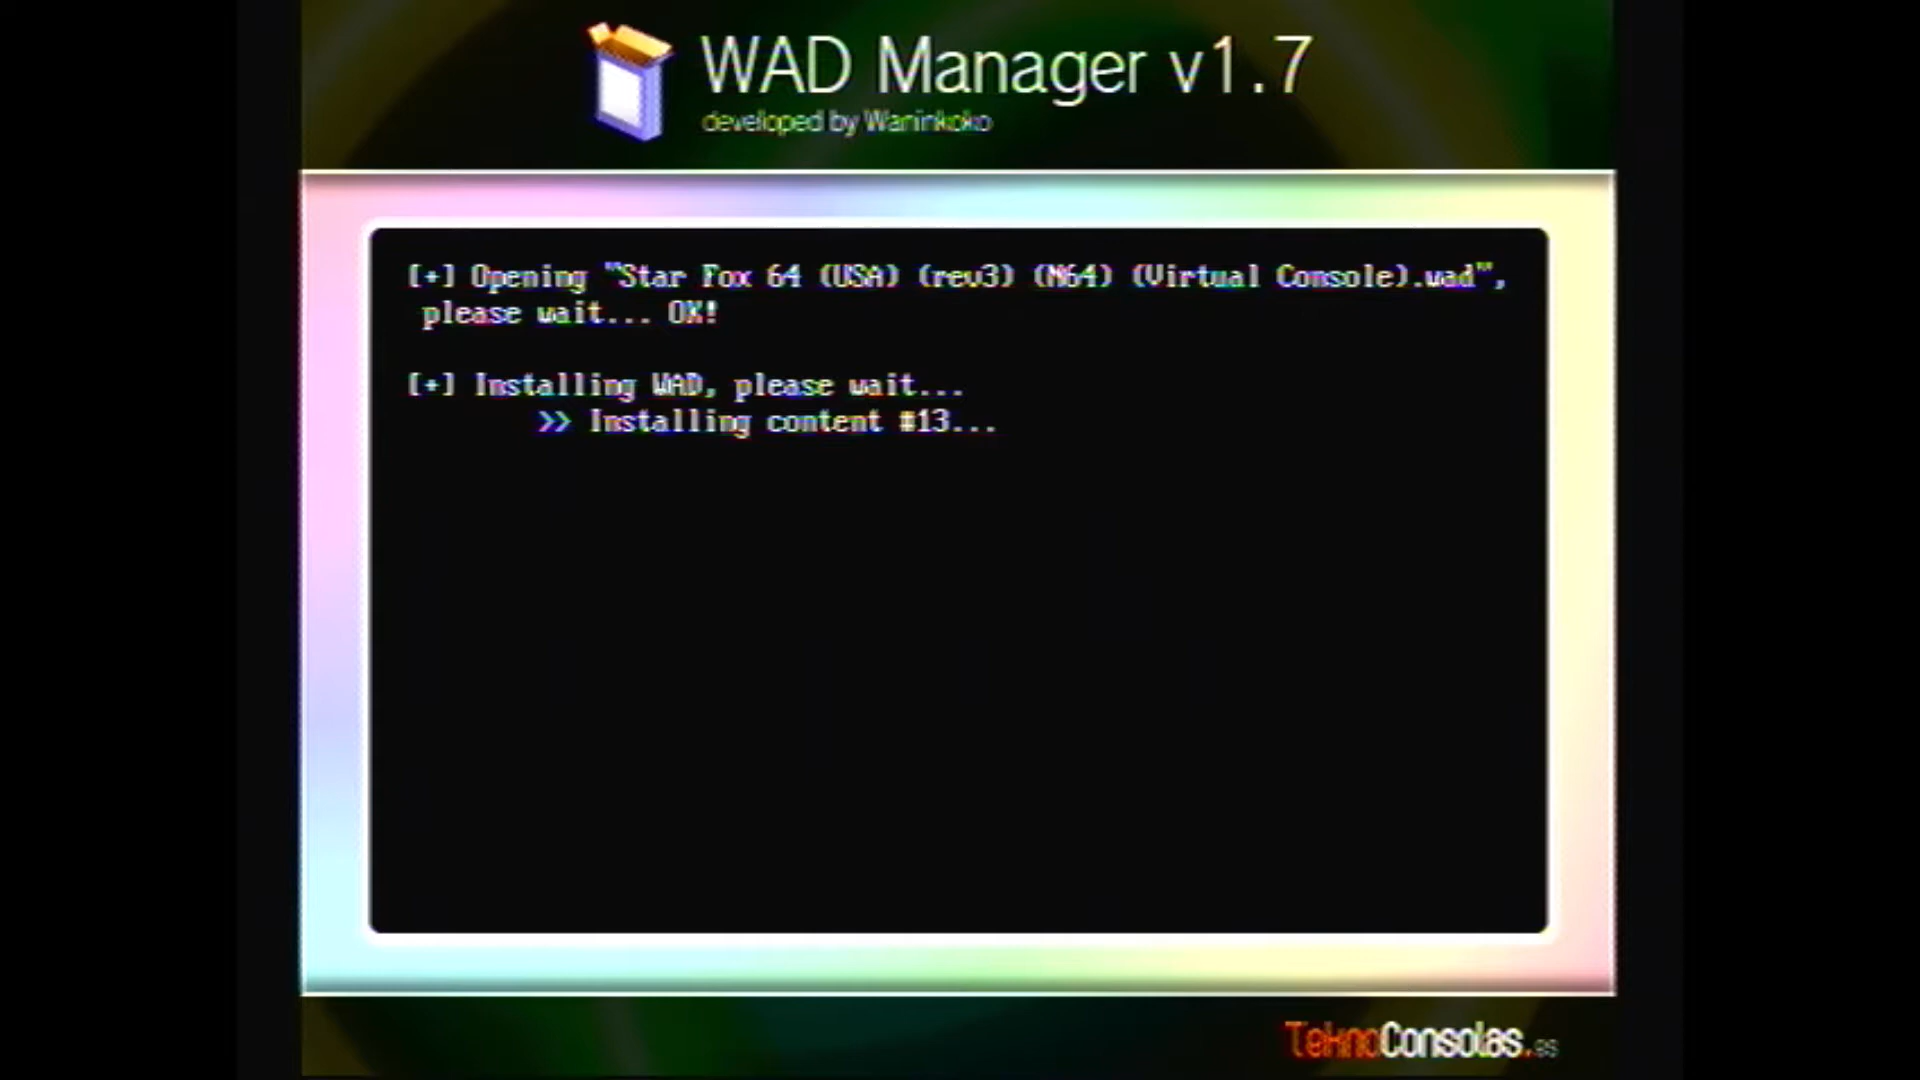 WAD Manager v1.7
developed by Waninkoko
[+] Opening "Star Fox 64 (USA) (rev3) (N64) (Virtual Console).wad",
please wait... OK!
[+] Installing WAD, please wait...
>> Installing content #13...
TeknoConsolas.es